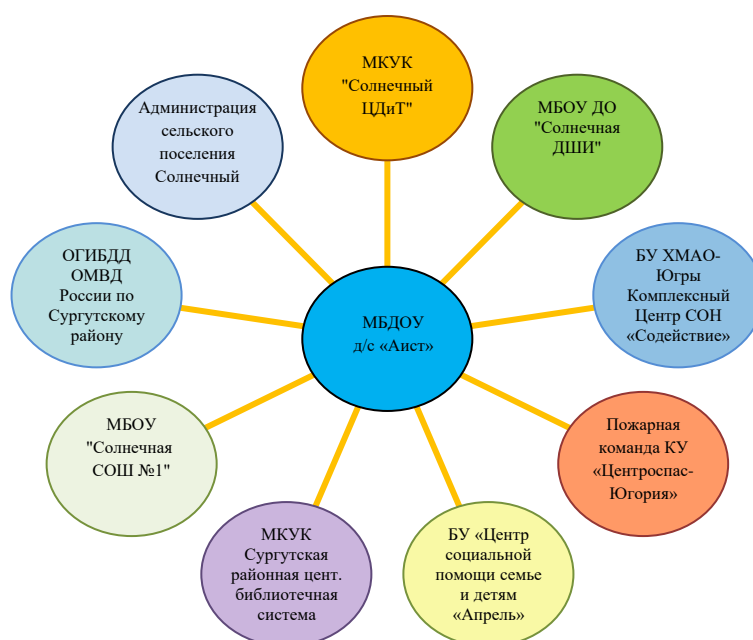 МКУК
"Солнечный
ЦДиТ"
Администрация
сельского
поселения
Солнечный
МБОУ ДО
"Солнечная
ДШИ"
ОГИБДД
ОМВД
России по
Сургутскому
району
БУ ХМАО-
Югры
Комплексный
Центр СОН
«Содействие»
МБДОУ
д/с «Аист»
МБОУ
"Солнечная
СОШ №1"
Пожарная
команда КУ
«Центроспас-
Югория»
МКУК
Сургутская
районная цент.
библиотечная
система
БУ «Центр
социальной
помощи семье
и детям
«Апрель»